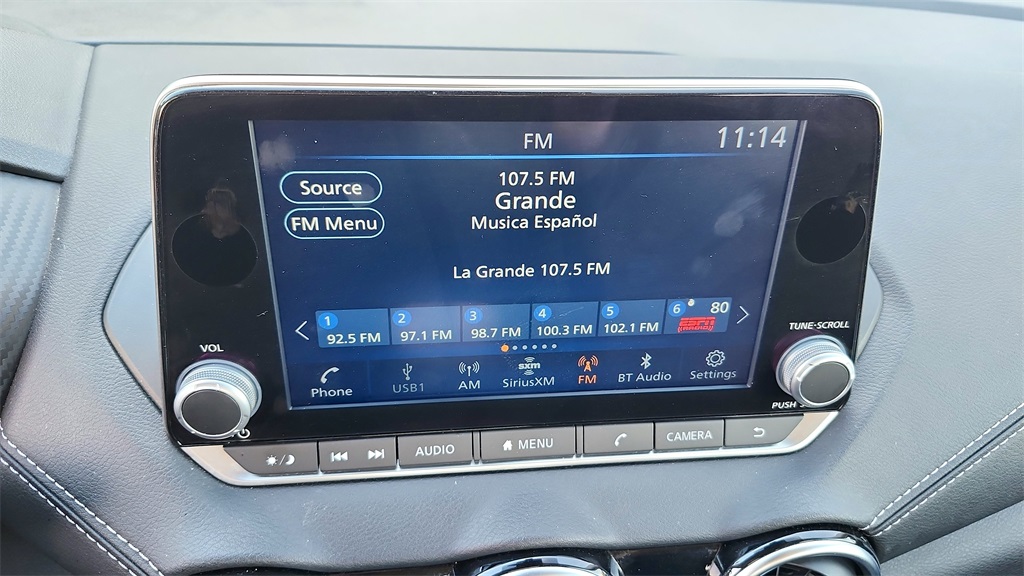 FM
11:14
Source
FM Menu
107.5 FM
Grande
Musica Español
La Grande 107.5 FM
1 92.5 FM
2 97.1 FM
3 98.7 FM
4 100.3 FM
5 102.1 FM
6 80
Phone
USB1
AM
sxm
SiriusXM
FM
BT Audio
Settings
VOL
TUNE·SCROLL
PUSH
AUDIO
MENU
CAMERA